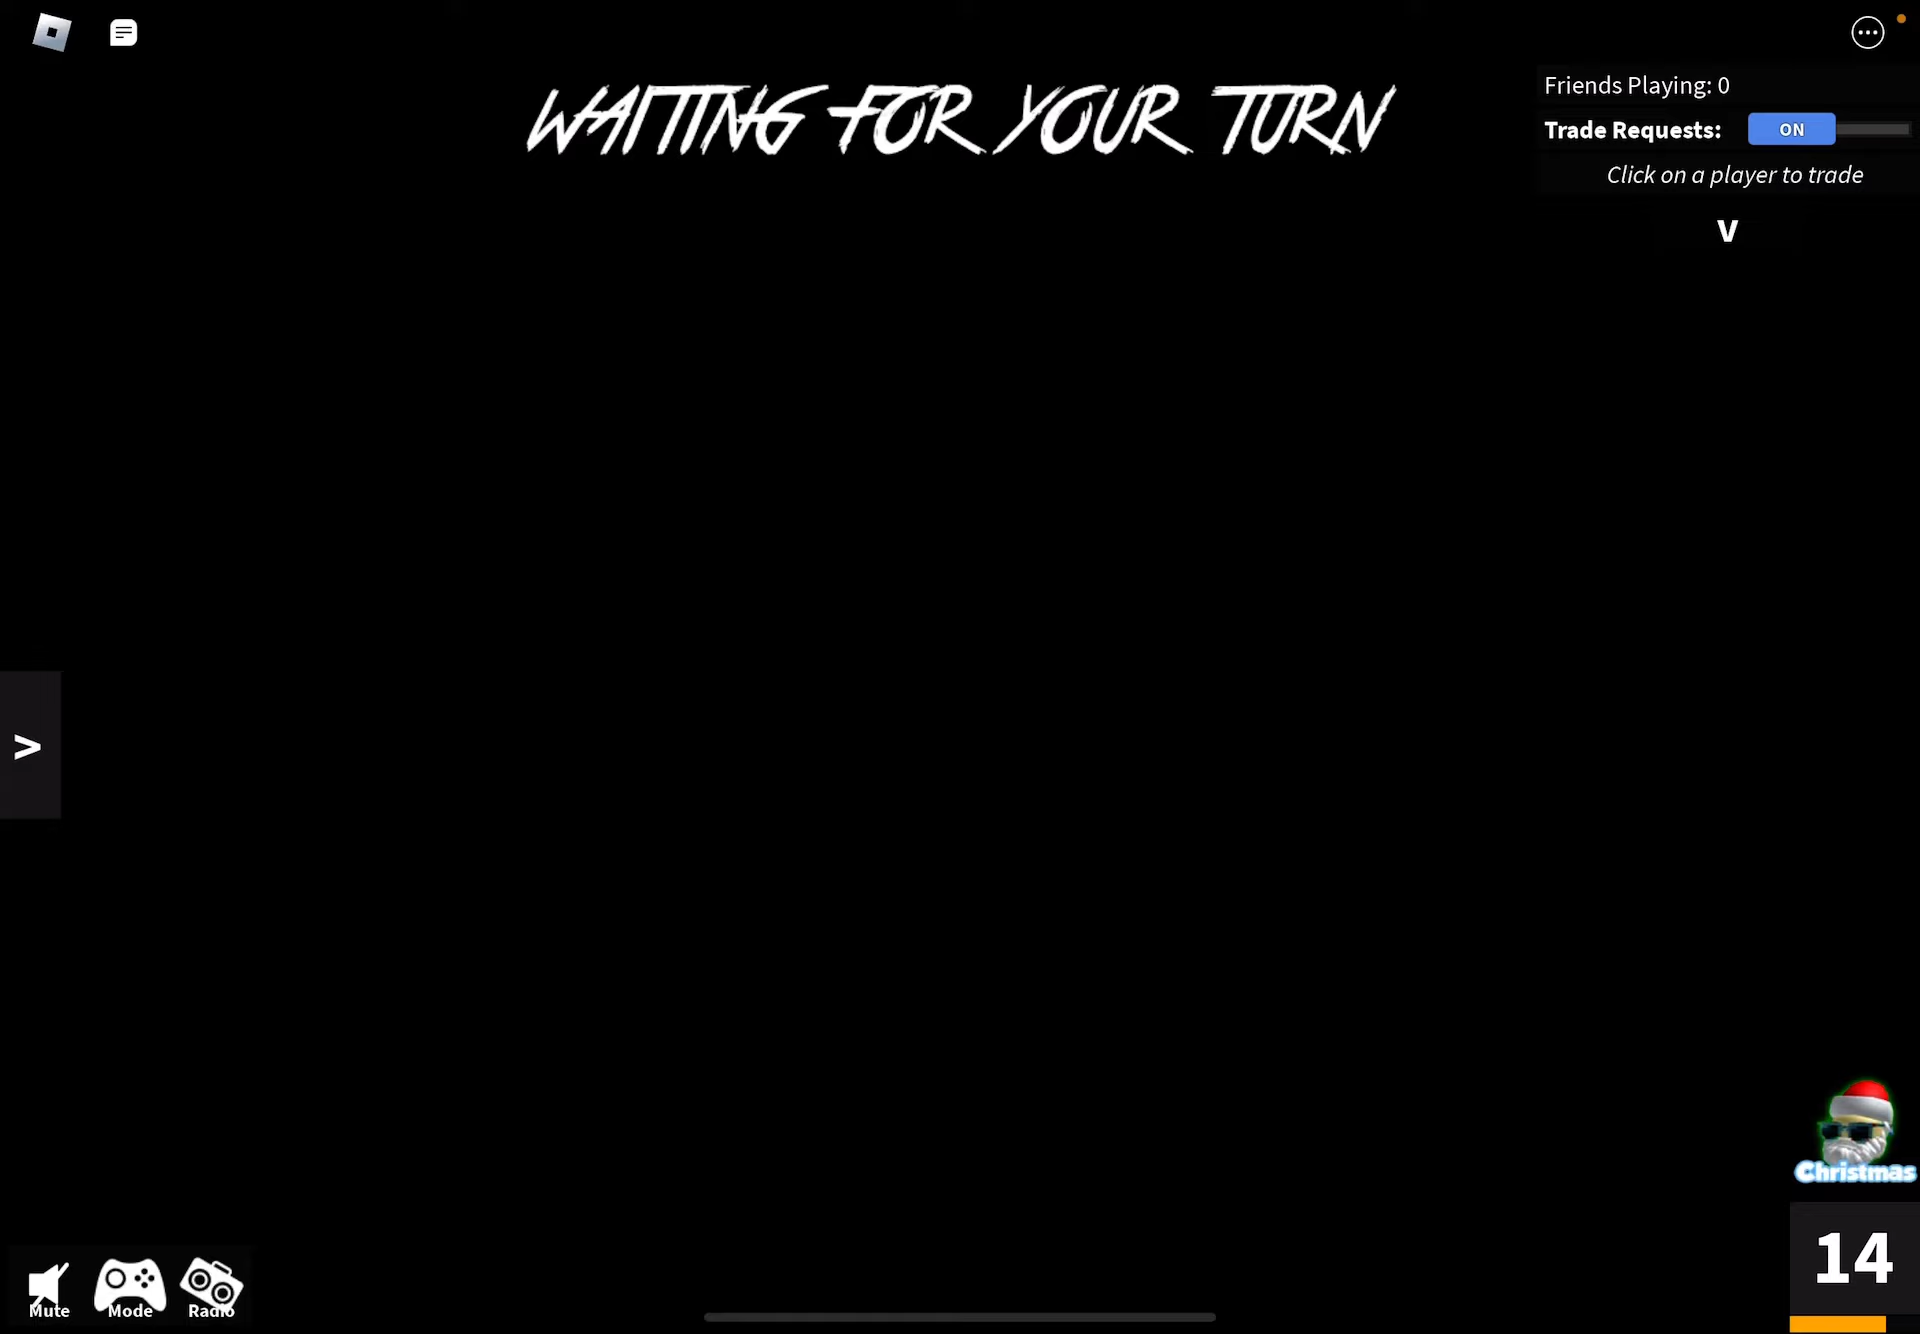 WAITING FOR YOUR TURN
Friends Playing: 0
Trade Requests: ON
Click on a player to trade
V
>
Christmas
14
Mute Mode Radio